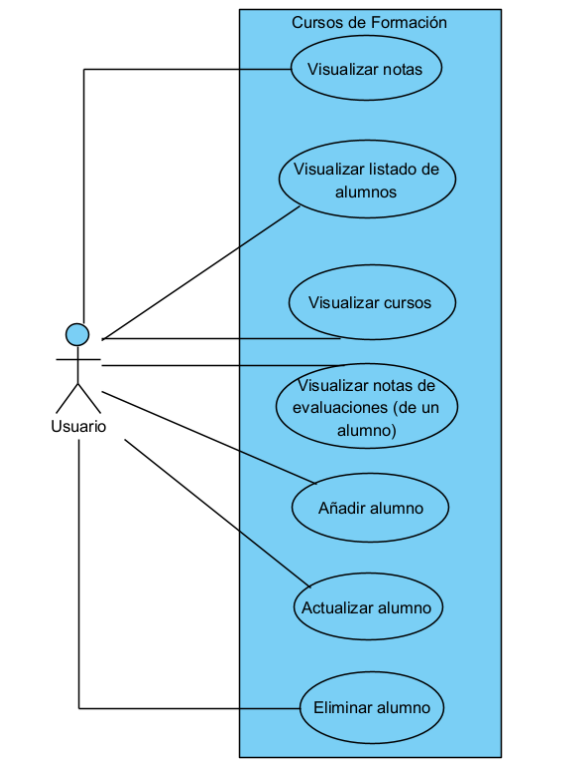 Cursos de Formación
Visualizar notas
Visualizar listado de
alumnos
Visualizar cursos
Visualizar notas de
evaluaciones (de un
alumno)
Usuario
Añadir alumno
Actualizar alumno
Eliminar alumno